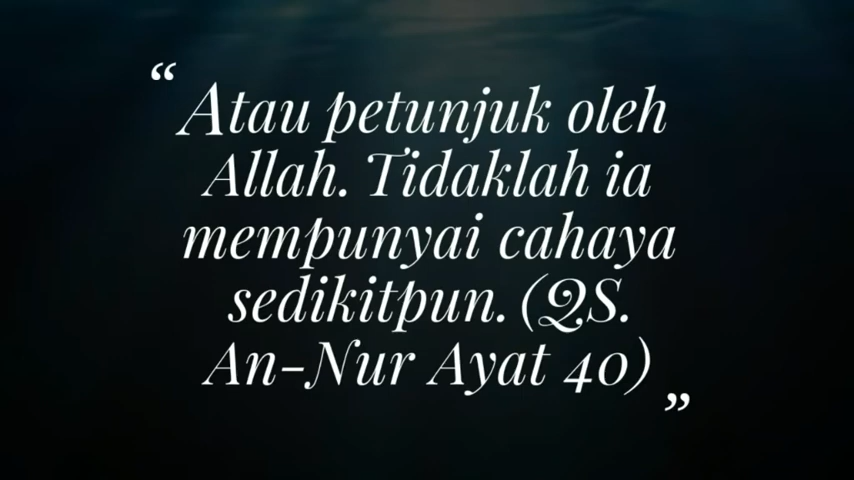 “Atau petunjuk oleh
Allah. Tidaklah ia
mempunyai cahaya
sedikitpun. (QS.
An-Nur Ayat 40)”